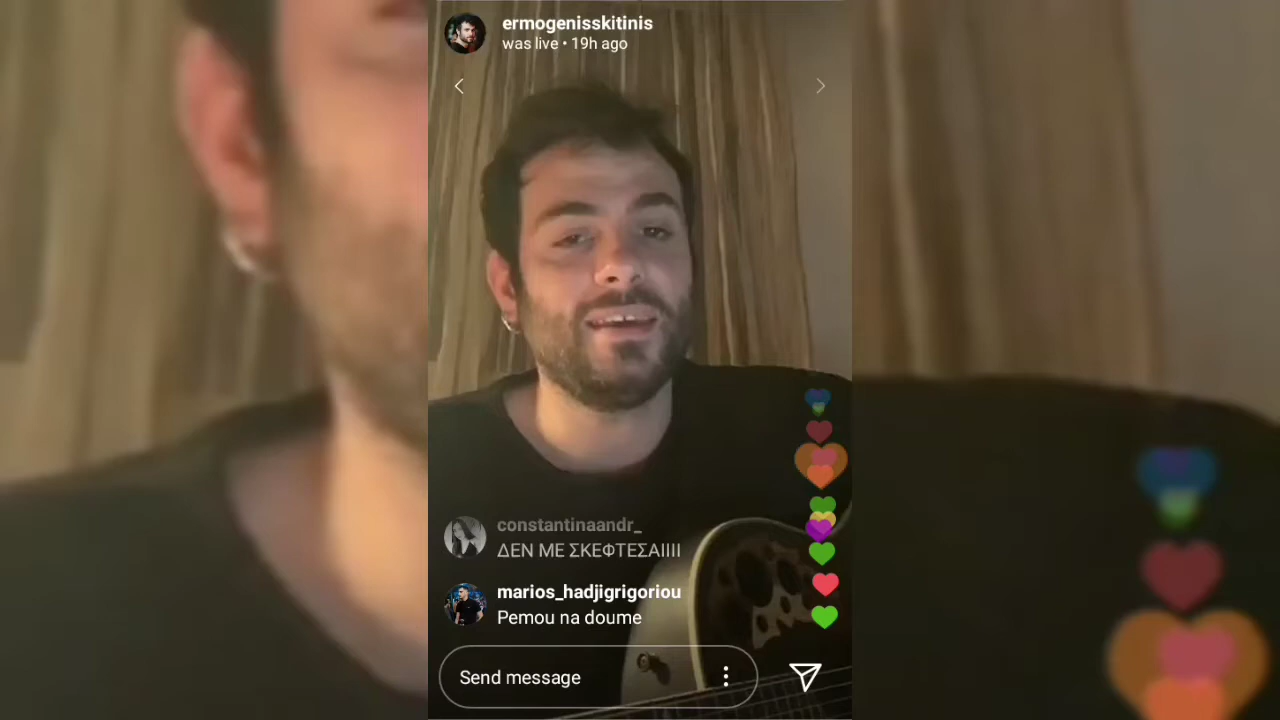 ermogenisskitinis
was live • 19h ago
constantinaandr_
ΔΕΝ ΜΕ ΣΚΕΦΤΕΣΑΙΙΙΙ
marios_hadjigrigoriou
Pemou na doume
Send message